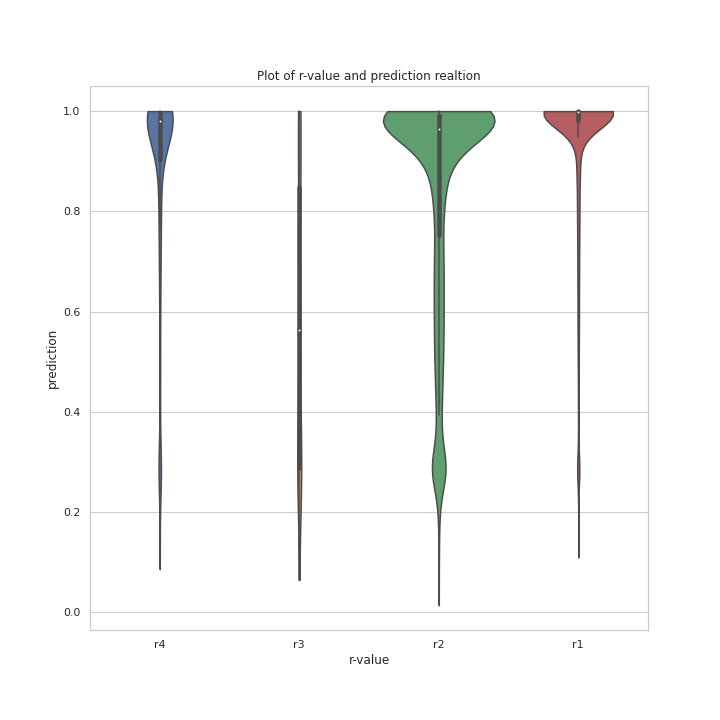 Plot of r-value and prediction realtion
1.0
0.8
0.6
0.4
0.2
0.0
prediction
r4 r3 r2 r1
r-value